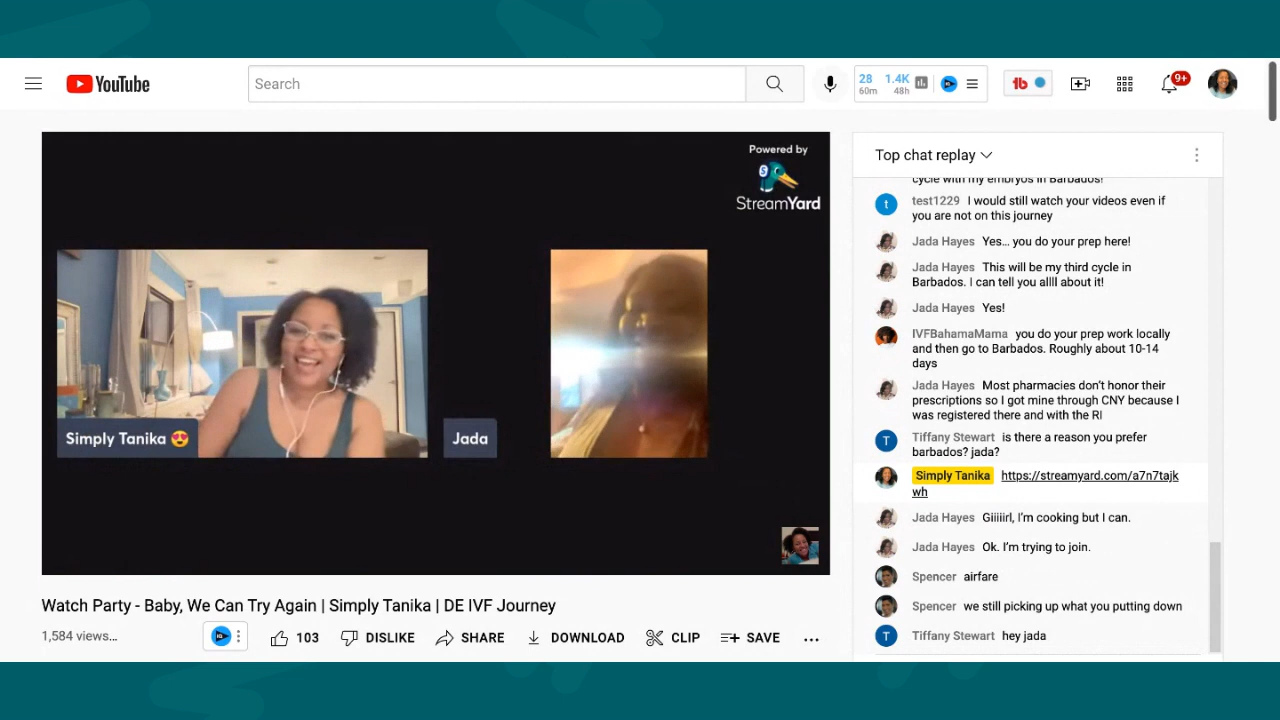 YouTube
Search
28 1.4K
60m 48h
9+
Powered by
StreamYard
Simply Tanika 😍
Jada
Watch Party - Baby, We Can Try Again | Simply Tanika | DE IVF Journey
1,584 views...
103
DISLIKE
SHARE
DOWNLOAD
CLIP
SAVE
Top chat replay
cycle with my embryos in Barbados!
test1229 I would still watch your videos even if
you are not on this journey
Jada Hayes Yes... you do your prep here!
Jada Hayes This will be my third cycle in
Barbados. I can tell you allll about it!
Jada Hayes Yes!
IVFBahamaMama you do your prep work locally
and then go to Barbados. Roughly about 10-14
days
Jada Hayes Most pharmacies don't honor their
prescriptions so I got mine through CNY because I
was registered there and with the RI
T
Tiffany Stewart is there a reason you prefer
barbados? jada?
Simply Tanika https://streamyard.com/a7n7tajk
wh
Jada Hayes Giiiirl, I'm cooking but I can.
Jada Hayes Ok. I'm trying to join.
Spencer airfare
Spencer we still picking up what you putting down
T
Tiffany Stewart hey jada